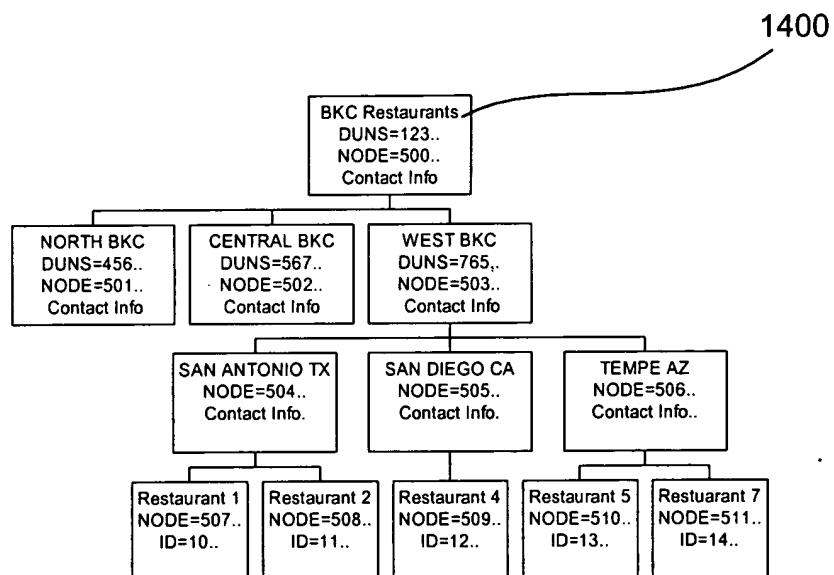 1400
BKC Restaurants
DUNS=123..
NODE=500..
Contact Info
NORTH BKC
DUNS=456..
NODE=501..
Contact Info
CENTRAL BKC
DUNS=567..
NODE=502..
Contact Info
WEST BKC
DUNS=765,.
NODE=503..
Contact Info
SAN ANTONIO TX
NODE=504..
Contact Info.
SAN DIEGO CA
NODE=505..
Contact Info.
TEMPE AZ
NODE=506..
Contact Info..
Restaurant 1
NODE=507..
ID=10..
Restaurant 2
NODE=508..
ID=11..
Restaurant 4
NODE=509..
ID=12..
Restaurant 5
NODE=510..
ID=13..
Restuarant 7
NODE=511..
ID=14..